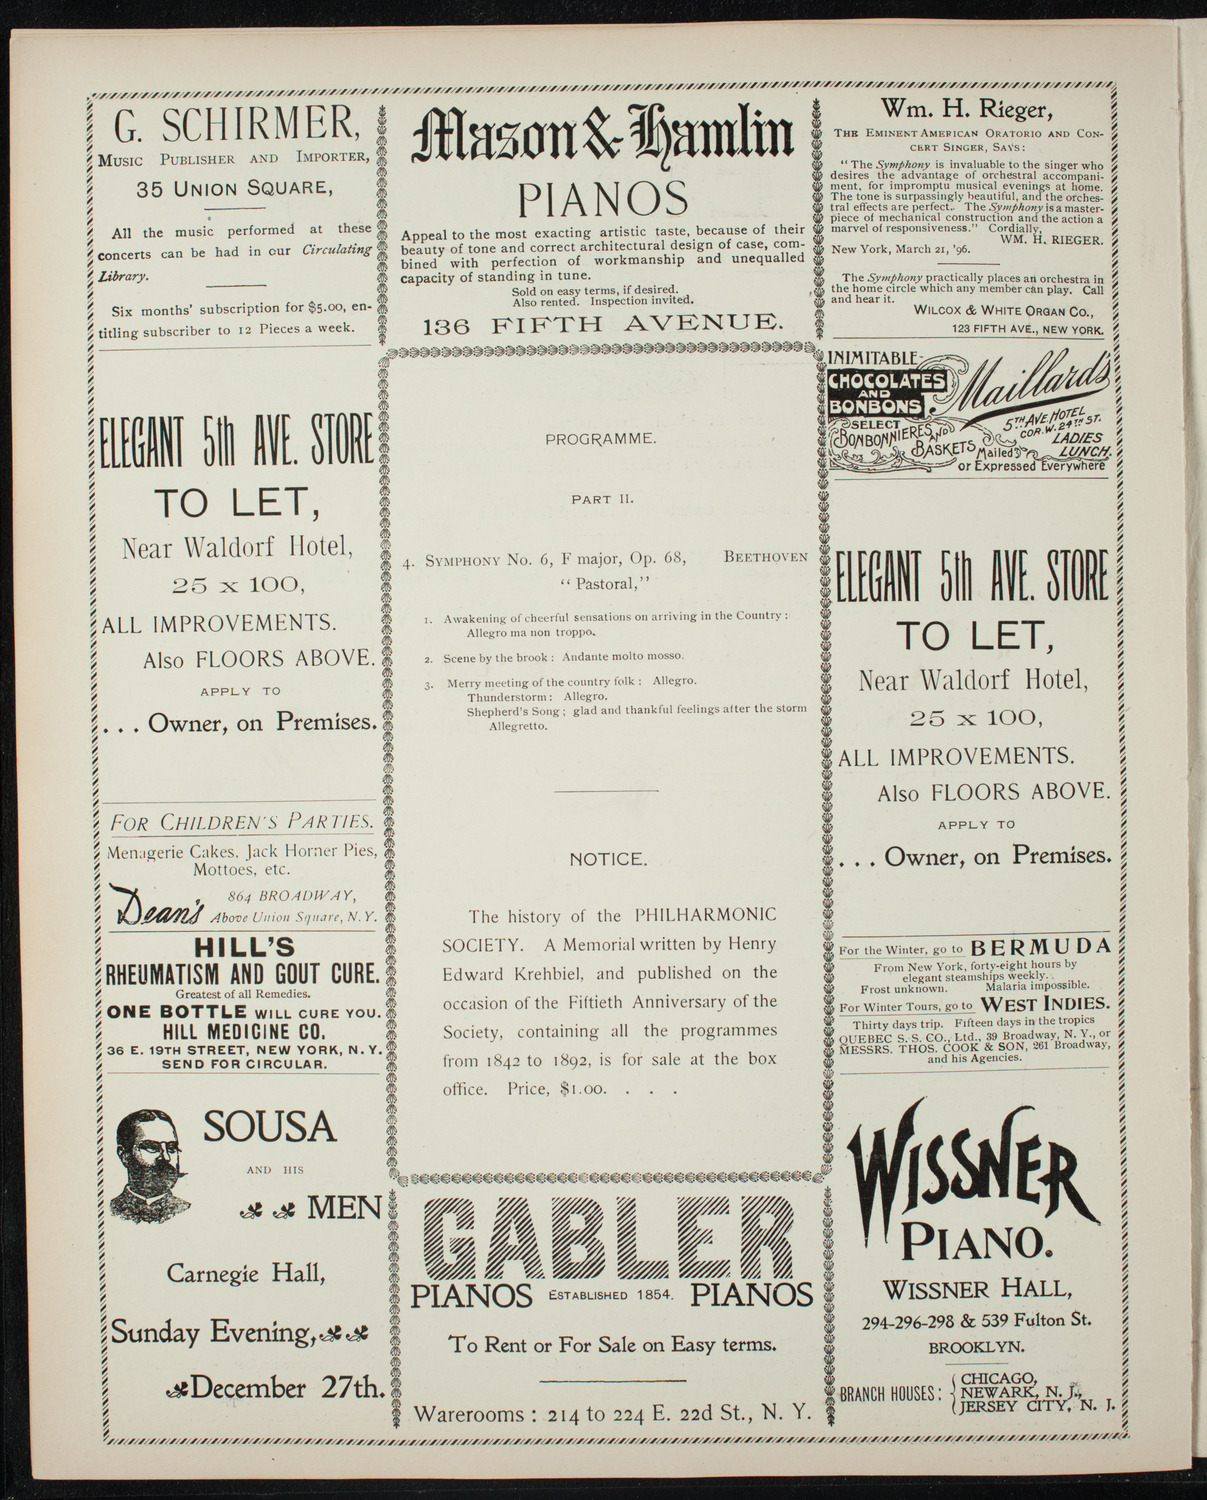 G. SCHIRMER,
MUSIC PUBLISHER AND IMPORTER,
35 UNION SQUARE,
All the music performed at these
concerts can be had in our Circulating
Library.
Six months' subscription for $5.00, en-
titling subscriber to 12 Pieces a week.
ELEGANT 5th AVE. STORE
TO LET,
Near Waldorf Hotel,
25 x 100,
ALL IMPROVEMENTS.
Also FLOORS ABOVE.
APPLY TO
. . . Owner, on Premises.
FOR CHILDREN'S PARTIES.
Menagerie Cakes, Jack Horner Pies,
Mottoes, etc.
Dean's
864 BROADWAY,
Above Union Square, N. Y.
HILL'S
RHEUMATISM AND GOUT CURE.
Greatest of all Remedies.
ONE BOTTLE WILL CURE YOU.
HILL MEDICINE CO.
36 E. 19TH STREET, NEW YORK, N. Y.
SEND FOR CIRCULAR.
SOUSA
AND HIS
MEN
Carnegie Hall,
Sunday Evening,
December 27th.
Mason & Hamlin
PIANOS
Appeal to the most exacting artistic taste, because of their
beauty of tone and correct architectural design of case, com-
bined with perfection of workmanship and unequalled
capacity of standing in tune.
Sold on easy terms, if desired.
Also rented. Inspection invited.
136 FIFTH AVENUE.
PROGRAMME.
PART II.
4. SYMPHONY No. 6, F major, Op. 68, BEETHOVEN
"Pastoral,"
1. Awakening of cheerful sensations on arriving in the Country :
Allegro ma non troppo.
2. Scene by the brook : Andante molto mosso.
3. Merry meeting of the country folk : Allegro.
Thunderstorm : Allegro.
Shepherd's Song ; glad and thankful feelings after the storm
Allegretto.
NOTICE.
The history of the PHILHARMONIC
SOCIETY. A Memorial written by Henry
Edward Krehbiel, and published on the
occasion of the Fiftieth Anniversary of the
Society, containing all the programmes
from 1842 to 1892, is for sale at the box
office. Price, $1.00. . . .
GABLER
PIANOS ESTABLISHED 1854. PIANOS
To Rent or For Sale on Easy terms.
Warerooms : 214 to 224 E. 22d St., N. Y.
Wm. H. Rieger,
THE EMINENT AMERICAN ORATORIO AND CON-
CERT SINGER, SAYS :
"The Symphony is invaluable to the singer who
desires the advantage of orchestral accompani-
ment, for impromptu musical evenings at home.
The tone is surpassingly beautiful, and the orches-
tral effects are perfect. The Symphony is a master-
piece of mechanical construction and the action a
marvel of responsiveness." Cordially,
WM. H. RIEGER.
New York, March 21, '96.
The Symphony practically places an orchestra in
the home circle which any member can play. Call
and hear it.
WILCOX & WHITE ORGAN CO.,
123 FIFTH AVE., NEW YORK.
INIMITABLE
CHOCOLATES
AND
BONBONS
Maillard's
5TH AVE HOTEL
COR. W. 24TH ST.
SELECT
BONBONNIERES AND
BASKETS
LADIES
LUNCH.
Mailed
or Expressed Everywhere
ELEGANT 5th AVE. STORE
TO LET,
Near Waldorf Hotel,
25 x 100,
ALL IMPROVEMENTS.
Also FLOORS ABOVE.
APPLY TO
. . . Owner, on Premises.
For the Winter, go to BERMUDA
From New York, forty-eight hours by
elegant steamships weekly.
Frost unknown. Malaria impossible.
For Winter Tours, go to WEST INDIES.
Thirty days trip. Fifteen days in the tropics
QUEBEC S. S. CO., Ltd., 39 Broadway, N. Y., or
MESSRS. THOS. COOK & SON, 261 Broadway,
and his Agencies.
WISSNER
PIANO.
WISSNER HALL,
294-296-298 & 539 Fulton St.
BROOKLYN.
BRANCH HOUSES :
CHICAGO,
NEWARK, N. J.,
JERSEY CITY, N. J.